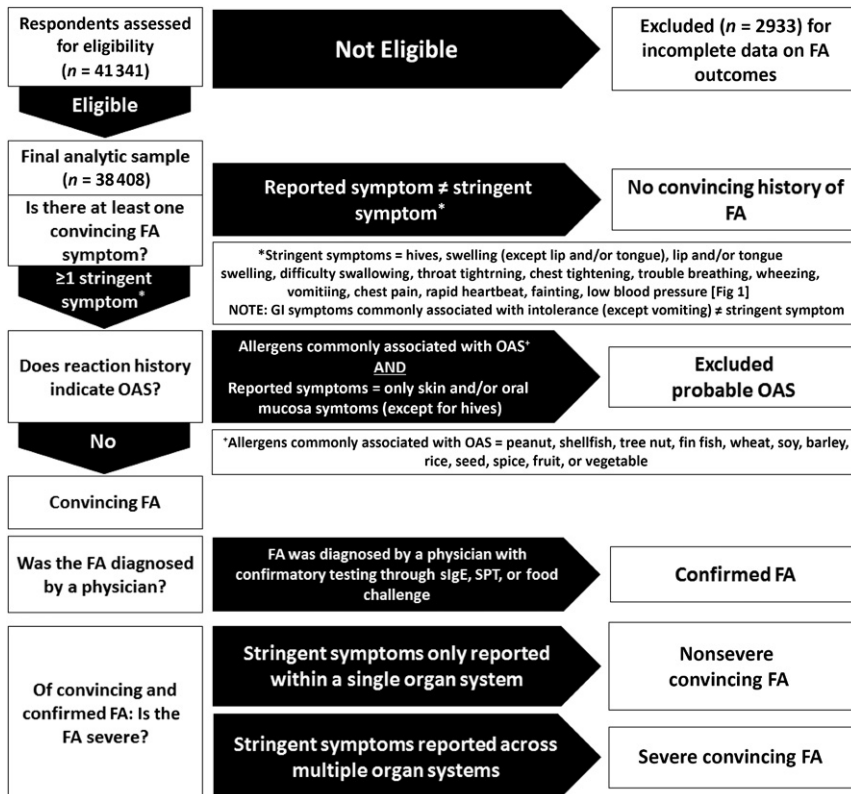 Respondents assessed
for eligibility
(n = 41 341)
Not Eligible
Excluded (n = 2933) for
incomplete data on FA
outcomes
Eligible
Final analytic sample
(n = 38 408)
Is there at least one
convincing FA
symptom?
Reported symptom ≠ stringent
symptom*
No convincing history of
FA
≥1 stringent
symptom*
*Stringent symptoms = hives, swelling (except lip and/or tongue), lip and/or tongue
swelling, difficulty swallowing, throat tightrning, chest tightening, trouble breathing, wheezing,
vomitiing, chest pain, rapid heartbeat, fainting, low blood pressure [Fig 1]
NOTE: GI symptoms commonly associated with intolerance (except vomiting) ≠ stringent symptom
Does reaction history
indicate OAS?
Allergens commonly associated with OAS+
AND
Reported symptoms = only skin and/or oral
mucosa symtoms (except for hives)
Excluded
probable OAS
No
+Allergens commonly associated with OAS = peanut, shellfish, tree nut, fin fish, wheat, soy, barley,
rice, seed, spice, fruit, or vegetable
Convincing FA
Was the FA diagnosed
by a physician?
FA was diagnosed by a physician with
confirmatory testing through sIgE, SPT, or food
challenge
Confirmed FA
Of convincing and
confirmed FA: Is the
FA severe?
Stringent symptoms only reported
within a single organ system
Nonsevere
convincing FA
Stringent symptoms reported across
multiple organ systems
Severe convincing FA